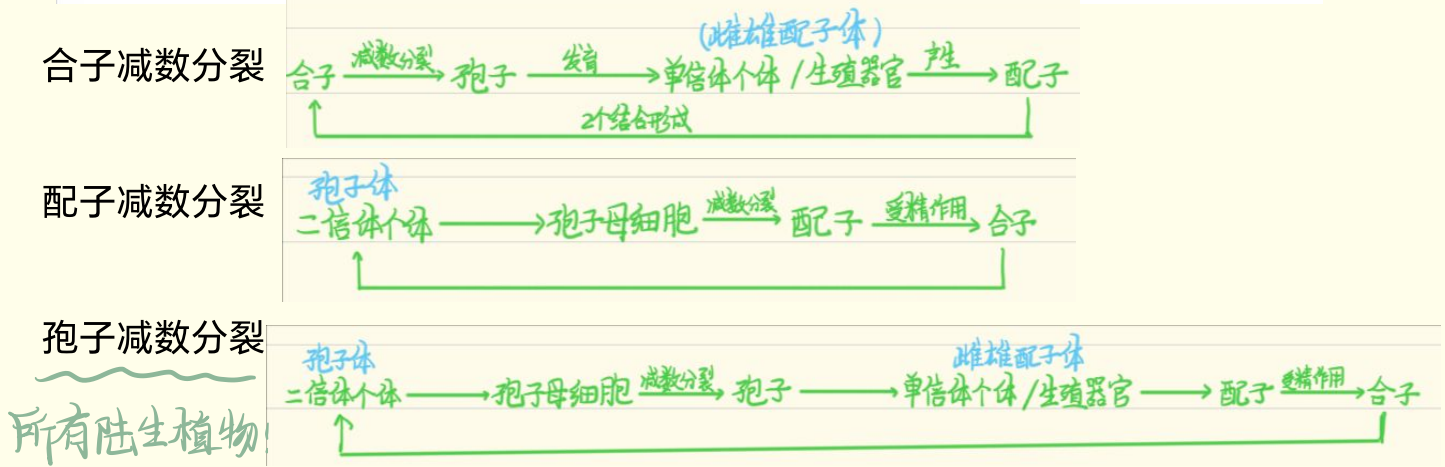 合子减数分裂
(雌雄配子体)
合子 减数分裂 孢子 发育 单倍体个体/生殖器官 产生 配子
2个结合形成
配子减数分裂
孢子体
二倍体个体 孢子母细胞 减数分裂 配子 受精作用 合子
孢子减数分裂
孢子体 雌雄配子体
二倍体个体 孢子母细胞 减数分裂 孢子 单倍体个体/生殖器官 配子 受精作用 合子
所有陆生植物!